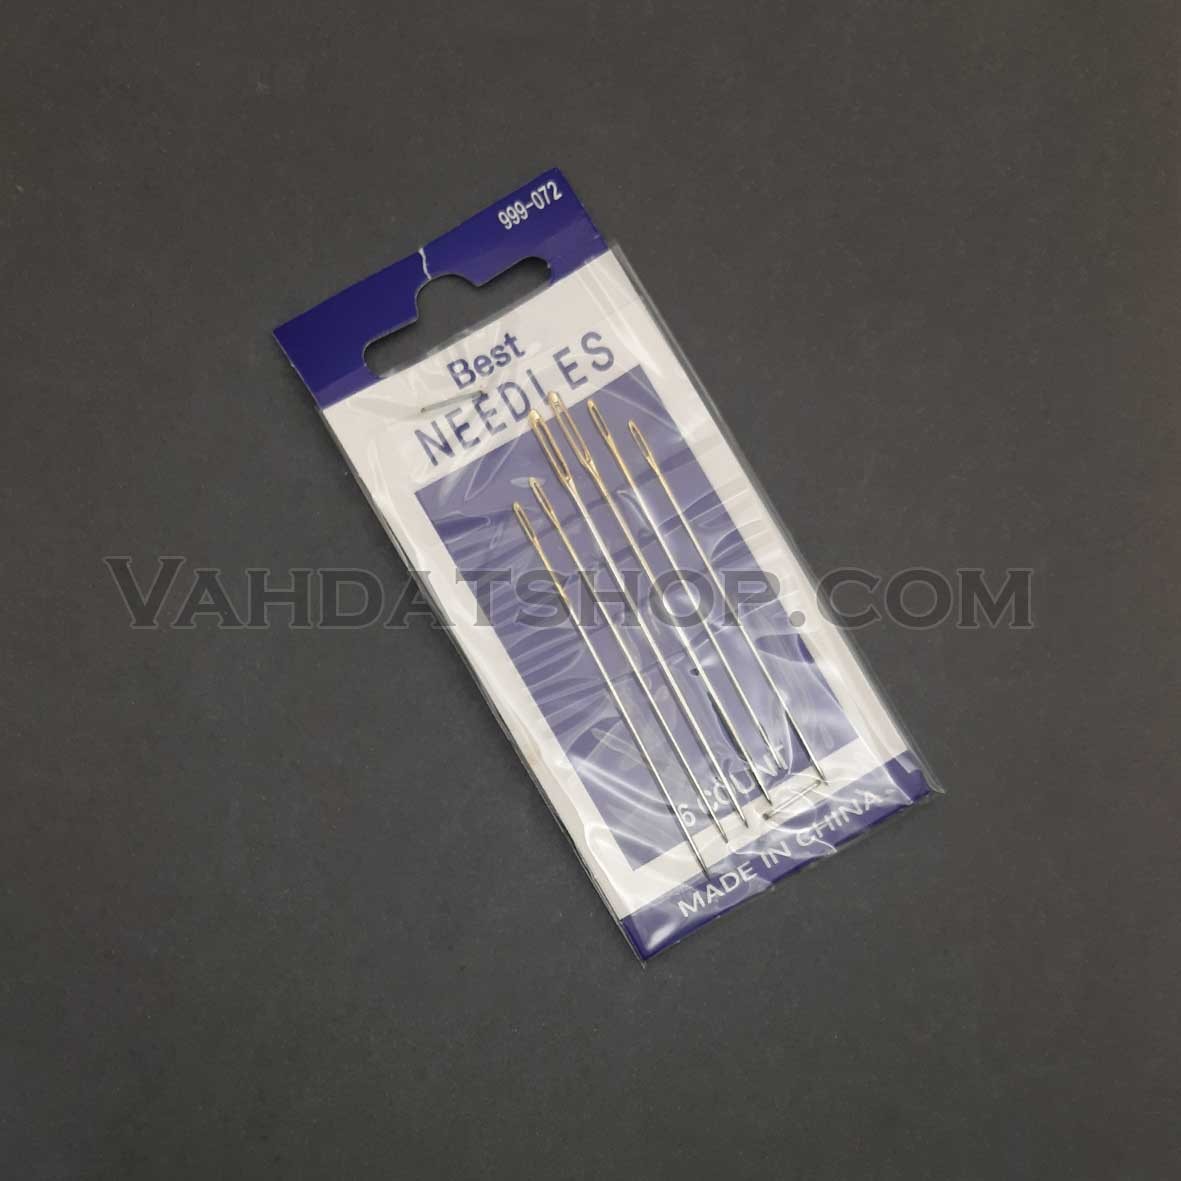 999-072
Best
NEEDLES
VAHDATSHOP.COM
6 COUNT
MADE IN CHINA